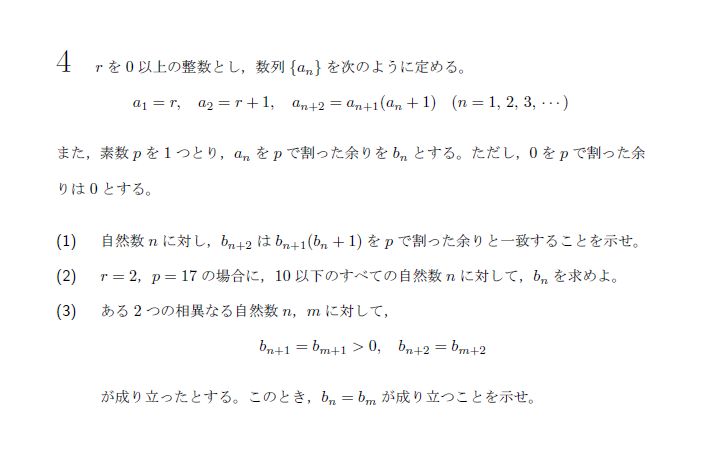 4 r を 0 以上の整数とし，数列 {a_n} を次のように定める。
a_1 = r, a_2 = r + 1, a_{n+2} = a_{n+1}(a_n + 1) (n = 1, 2, 3, ⋯)
また，素数 p を 1 つとり，a_n を p で割った余りを b_n とする。ただし，0 を p で割った余
りは 0 とする。
(1) 自然数 n に対し，b_{n+2} は b_{n+1}(b_n + 1) を p で割った余りと一致することを示せ。
(2) r = 2，p = 17 の場合に，10 以下のすべての自然数 n に対して，b_n を求めよ。
(3) ある 2 つの相異なる自然数 n，m に対して，
b_{n+1} = b_{m+1} > 0, b_{n+2} = b_{m+2}
が成り立ったとする。このとき，b_n = b_m が成り立つことを示せ。